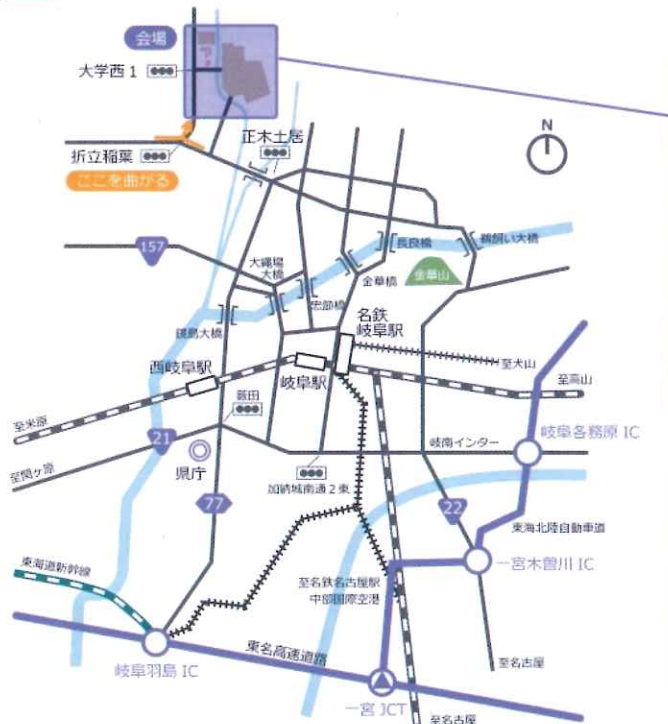 会場
大学西1
正木土居
N
折立稲葉
ここを曲がる
157
大縄場
大橋
長良橋
鵜飼い大橋
金華橋
金華山
忠節橋
鏡島大橋
名鉄
岐阜駅
西岐阜駅
岐阜駅
至犬山
至高山
薮田
至米原
21
県庁
岐南インター
岐阜各務原 IC
至関ヶ原
加納城南通2東
77
22
東海北陸自動車道
東海道新幹線
至名鉄名古屋駅
中部国際空港
一宮木曽川 IC
東名高速道路
岐阜羽島 IC
至名古屋
一宮 JCT
至名古屋